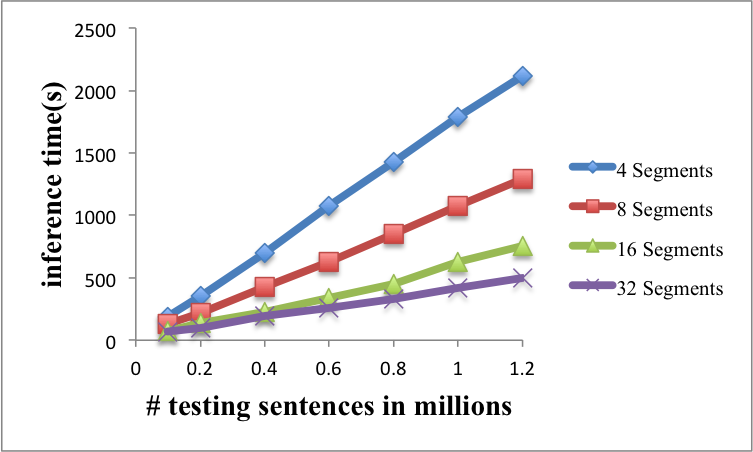 2500
2000
1500
1000
500
0
0 0.2 0.4 0.6 0.8 1 1.2
inference time(s)
# testing sentences in millions
4 Segments
8 Segments
16 Segments
32 Segments